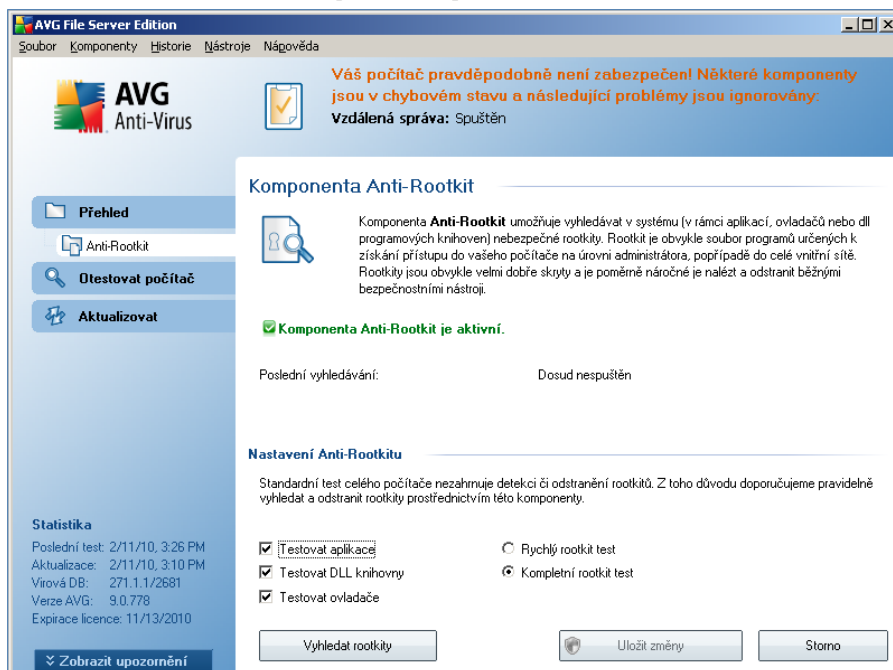 AVG File Server Edition
Soubor Komponenty Historie Nástroje Nápověda
AVG
Anti-Virus
Váš počítač pravděpodobně není zabezpečen! Některé komponenty
jsou v chybovém stavu a následující problémy jsou ignorovány:
Vzdálená správa: Spuštěn
Přehled
Anti-Rootkit
Otestovat počítač
Aktualizovat
Komponenta Anti-Rootkit
Komponenta Anti-Rootkit umožňuje vyhledávat v systému (v rámci aplikací, ovladačů nebo dll
programových knihoven) nebezpečné rootkity. Rootkit je obvykle soubor programů určených k
získání přístupu do vašeho počítače na úrovni administrátora, popřípadě do celé vnitřní sítě.
Rootkity jsou obvykle velmi dobře skryty a je poměrně náročné je nalézt a odstranit běžnými
bezpečnostními nástroji.
Komponenta Anti-Rootkit je aktivní.
Poslední vyhledávání: Dosud nespuštěn
Nastavení Anti-Rootkitu
Standardní test celého počítače nezahrnuje detekci či odstranění rootkitů. Z toho důvodu doporučujeme pravidelně
vyhledat a odstranit rootkity prostřednictvím této komponenty.
Testovat aplikace
Rychlý rootkit test
Testovat DLL knihovny
Kompletní rootkit test
Testovat ovladače
Vyhledat rootkity
Uložit změny
Storno
Statistika
Poslední test: 2/11/10, 3:26 PM
Aktualizace: 2/11/10, 3:10 PM
Virová DB: 271.1.1/2681
Verze AVG: 9.0.778
Expirace licence: 11/13/2010
Zobrazit upozornění